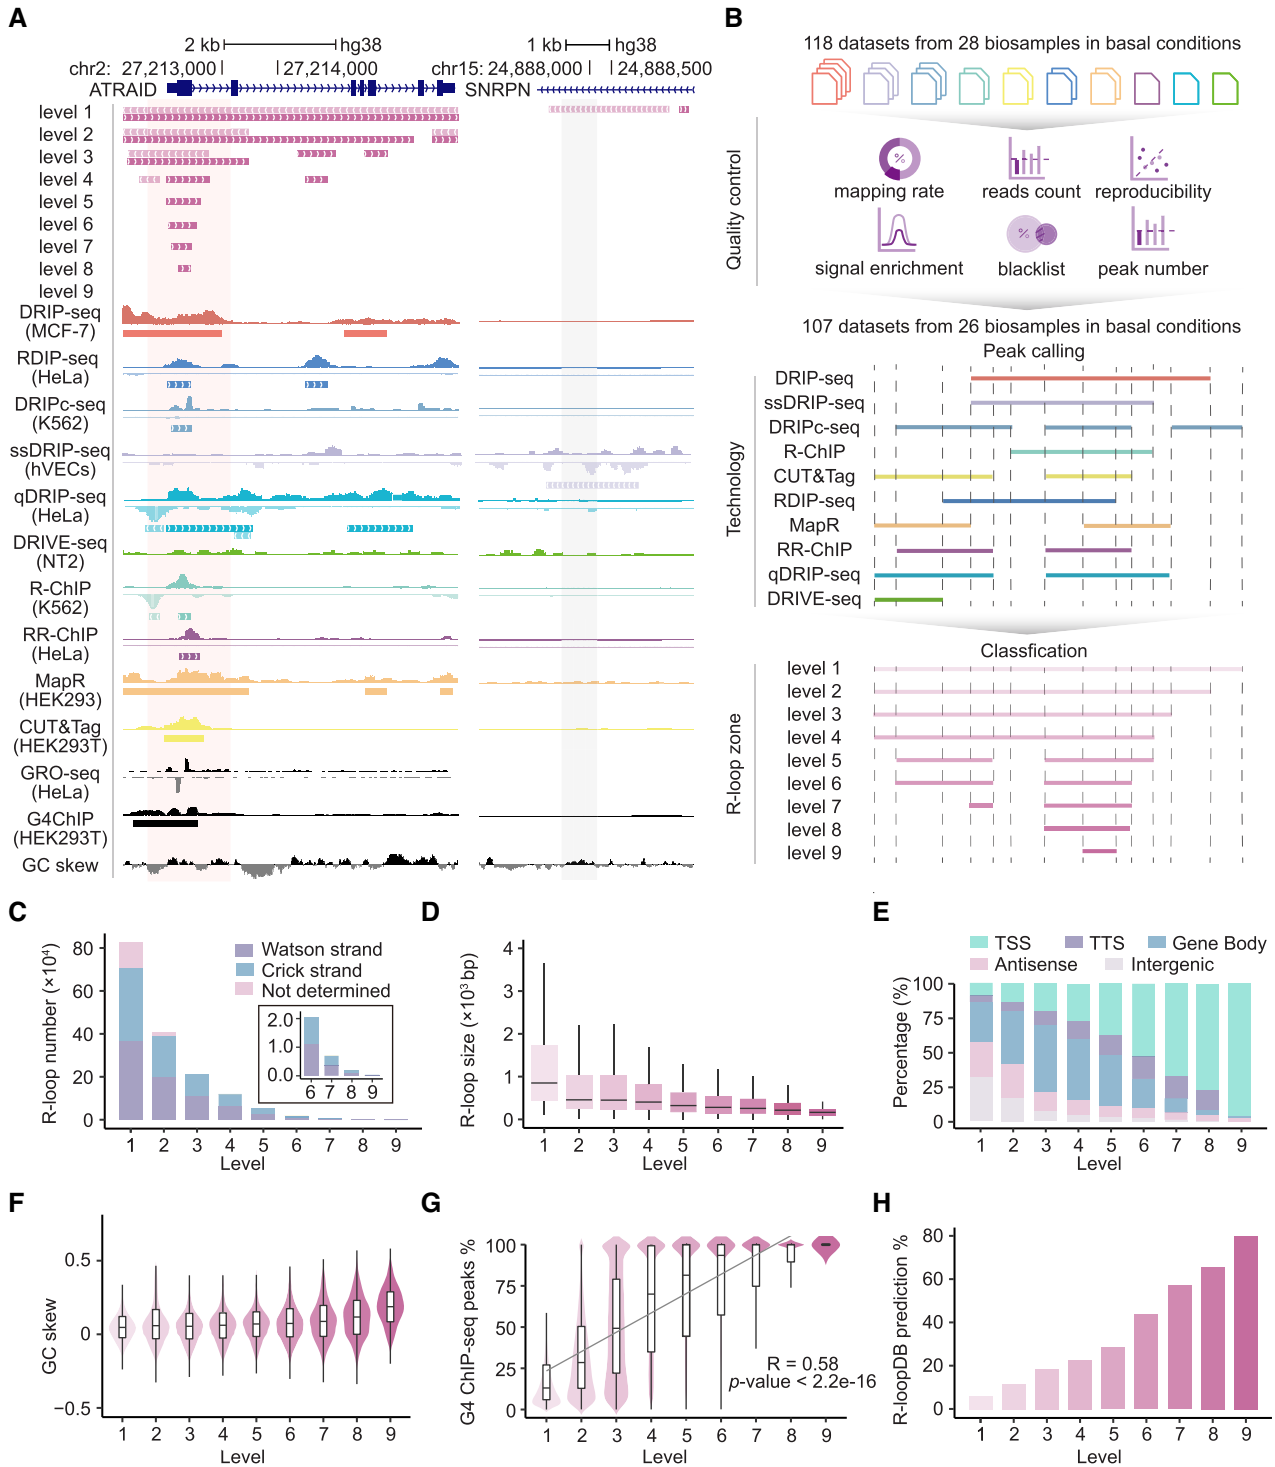 A
2 kb hg38
1 kb hg38
chr2: 27,213,000 27,214,000
chr15: 24,888,000 24,888,500
ATRAID
SNRPN
level 1
level 2
level 3
level 4
level 5
level 6
level 7
level 8
level 9
DRIP-seq
(MCF-7)
RDIP-seq
(HeLa)
DRIPc-seq
(K562)
ssDRIP-seq
(hVECs)
qDRIP-seq
(HeLa)
DRIVE-seq
(NT2)
R-ChIP
(K562)
RR-ChIP
(HeLa)
MapR
(HEK293)
CUT&Tag
(HEK293T)
GRO-seq
(HeLa)
G4ChIP
(HEK293T)
GC skew
B
118 datasets from 28 biosamples in basal conditions
Quality control
%
mapping rate
reads count
reproducibility
%
signal enrichment
blacklist
peak number
107 datasets from 26 biosamples in basal conditions
Peak calling
Technology
DRIP-seq
ssDRIP-seq
DRIPc-seq
R-ChIP
CUT&Tag
RDIP-seq
MapR
RR-ChIP
qDRIP-seq
DRIVE-seq
Classfication
R-loop zone
level 1
level 2
level 3
level 4
level 5
level 6
level 7
level 8
level 9
C
R-loop number (×10⁴)
80
60
40
20
0
Watson strand
Crick strand
Not determined
2.0
1.0
0.0
6 7 8 9
1 2 3 4 5 6 7 8 9
Level
D
R-loop size (×10³ bp)
4
3
2
1
0
1 2 3 4 5 6 7 8 9
Level
E
TSS TTS Gene Body
Antisense Intergenic
Percentage (%)
100
75
50
25
0
1 2 3 4 5 6 7 8 9
Level
F
GC skew
0.5
0
−0.5
1 2 3 4 5 6 7 8 9
Level
G
G4 ChIP-seq peaks %
100
75
50
25
0
R = 0.58
p-value < 2.2e-16
1 2 3 4 5 6 7 8 9
Level
H
R-loopDB prediction %
80
60
40
20
0
1 2 3 4 5 6 7 8 9
Level